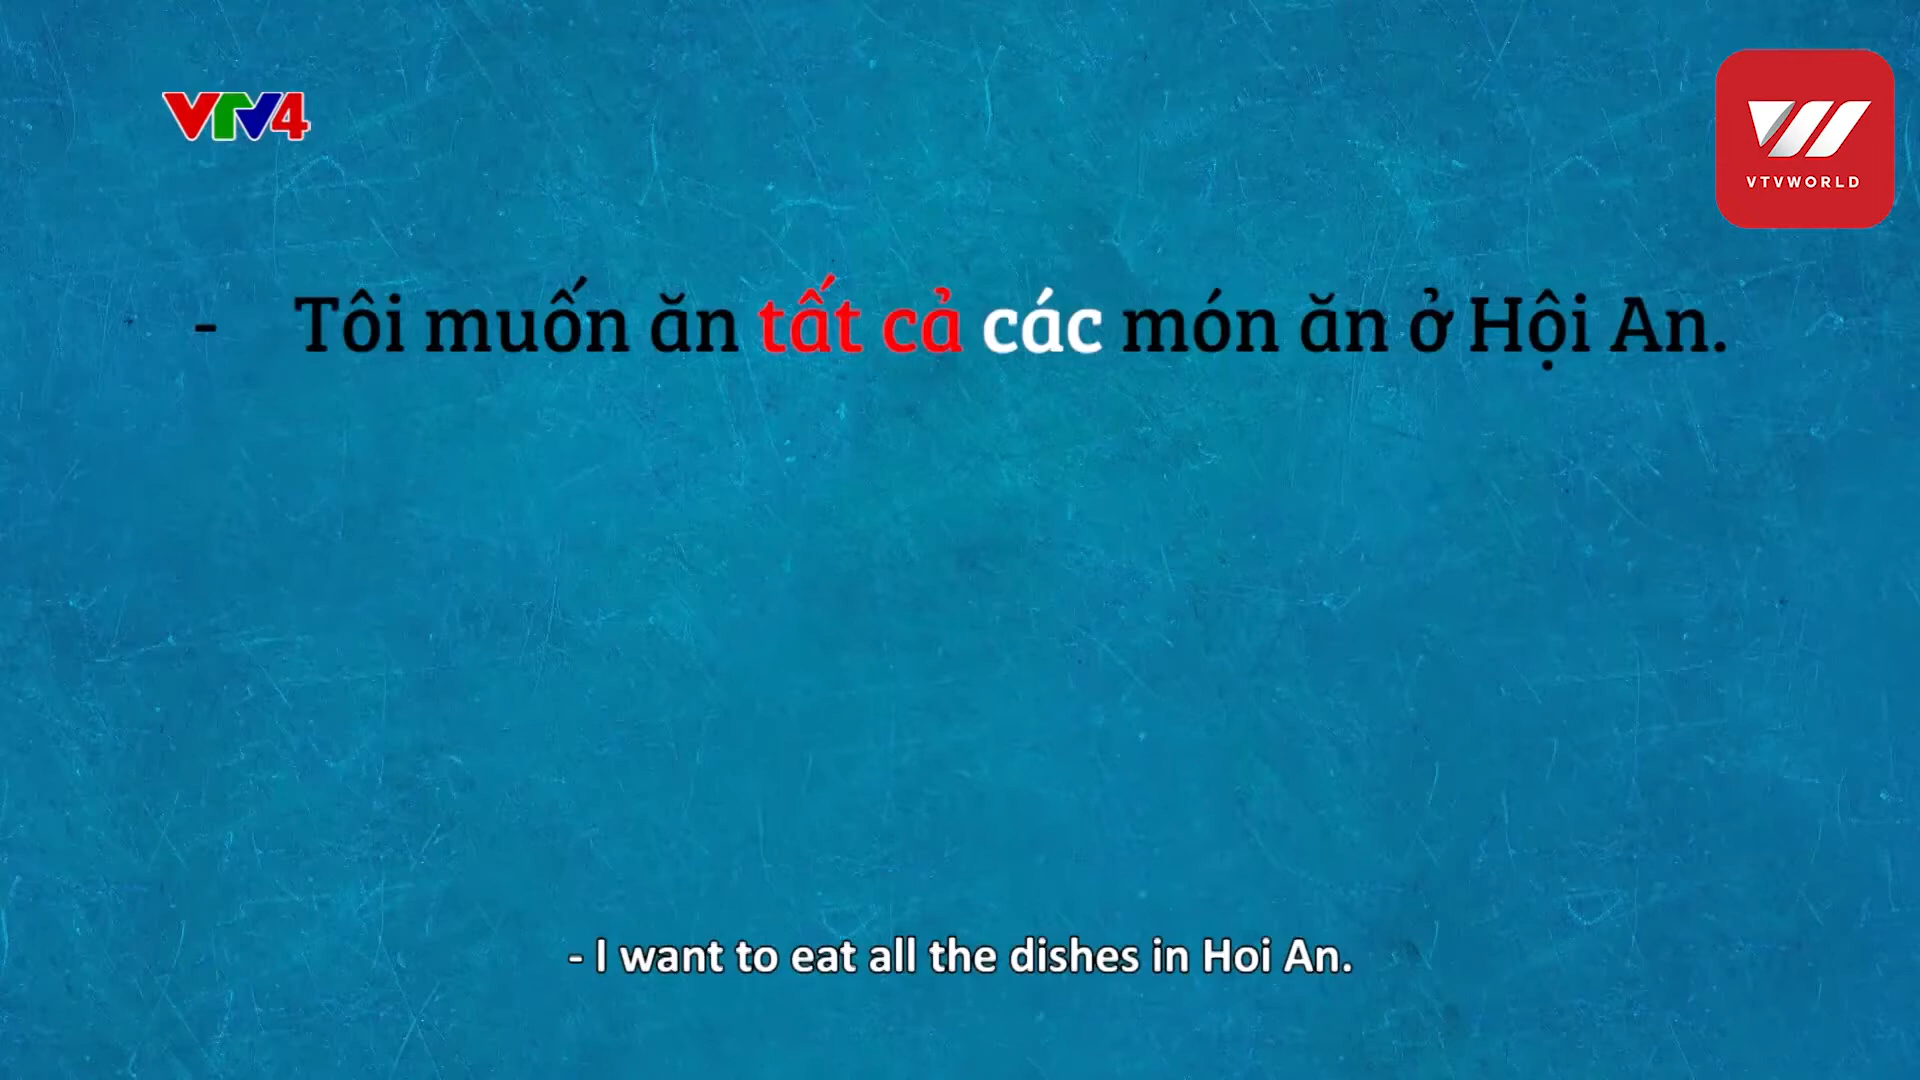 VTV4
VTVWORLD
- Tôi muốn ăn tất cả các món ăn ở Hội An.
- I want to eat all the dishes in Hoi An.